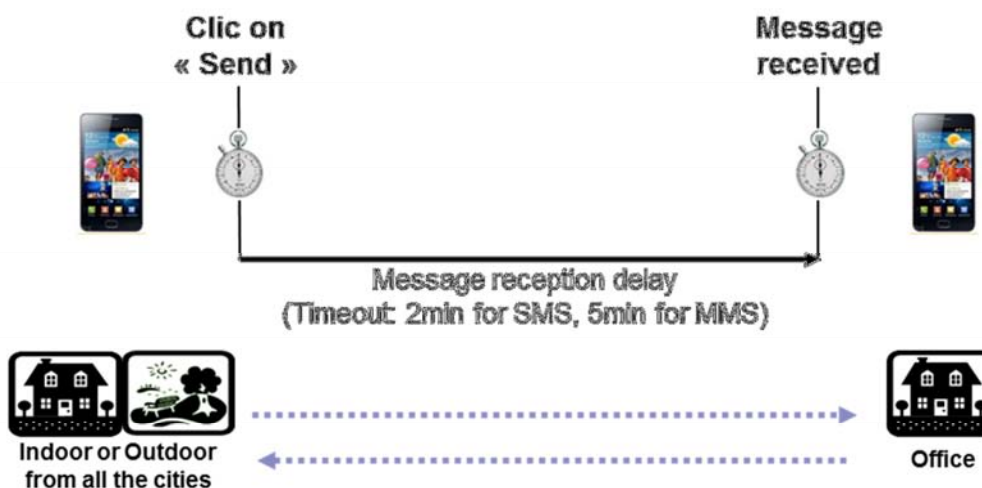 Clic on
« Send »
Message
received
Message reception delay
(Timeout: 2min for SMS, 5min for MMS)
Indoor or Outdoor
from all the cities
Office